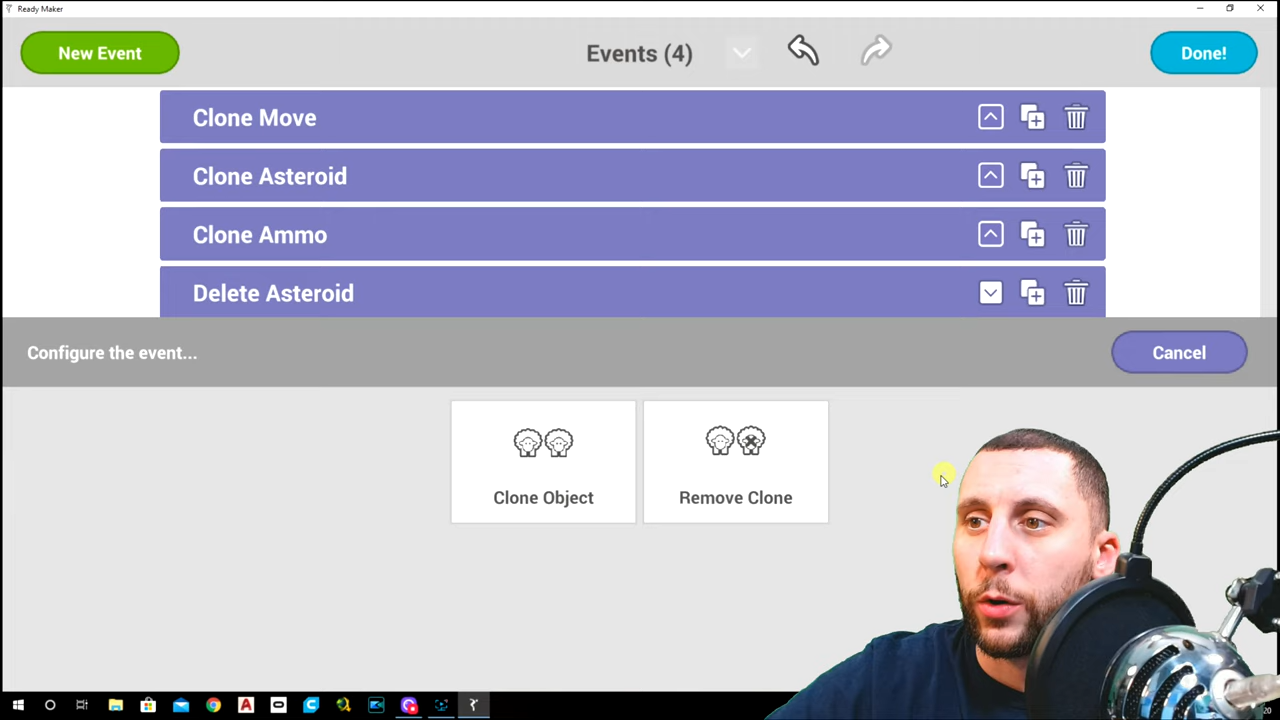 Ready Maker
New Event
Events (4)
Done!
Clone Move
Clone Asteroid
Clone Ammo
Delete Asteroid
Configure the event...
Cancel
Clone Object
Remove Clone
20